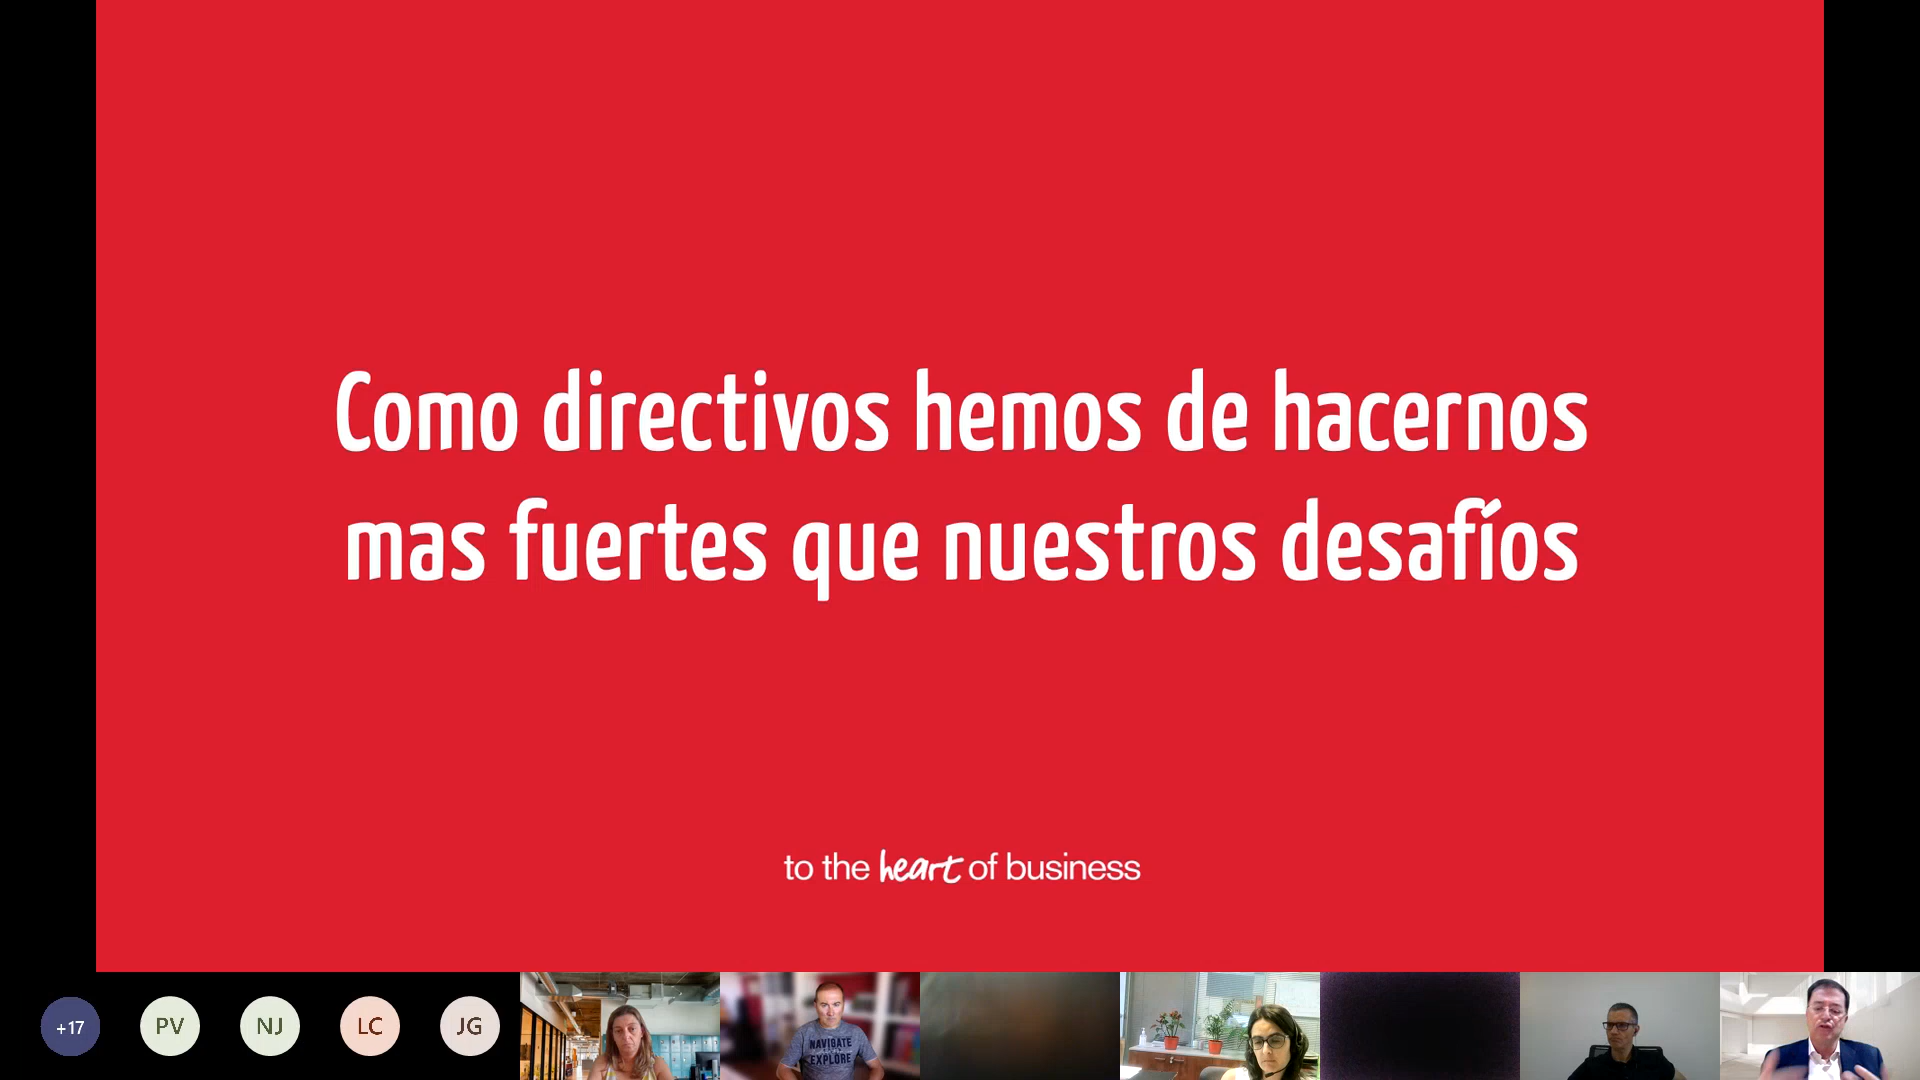 Como directivos hemos de hacernos
mas fuertes que nuestros desafíos
to the heart of business
+17
PV
NJ
LC
JG
NAVIGATE
EXPLORE